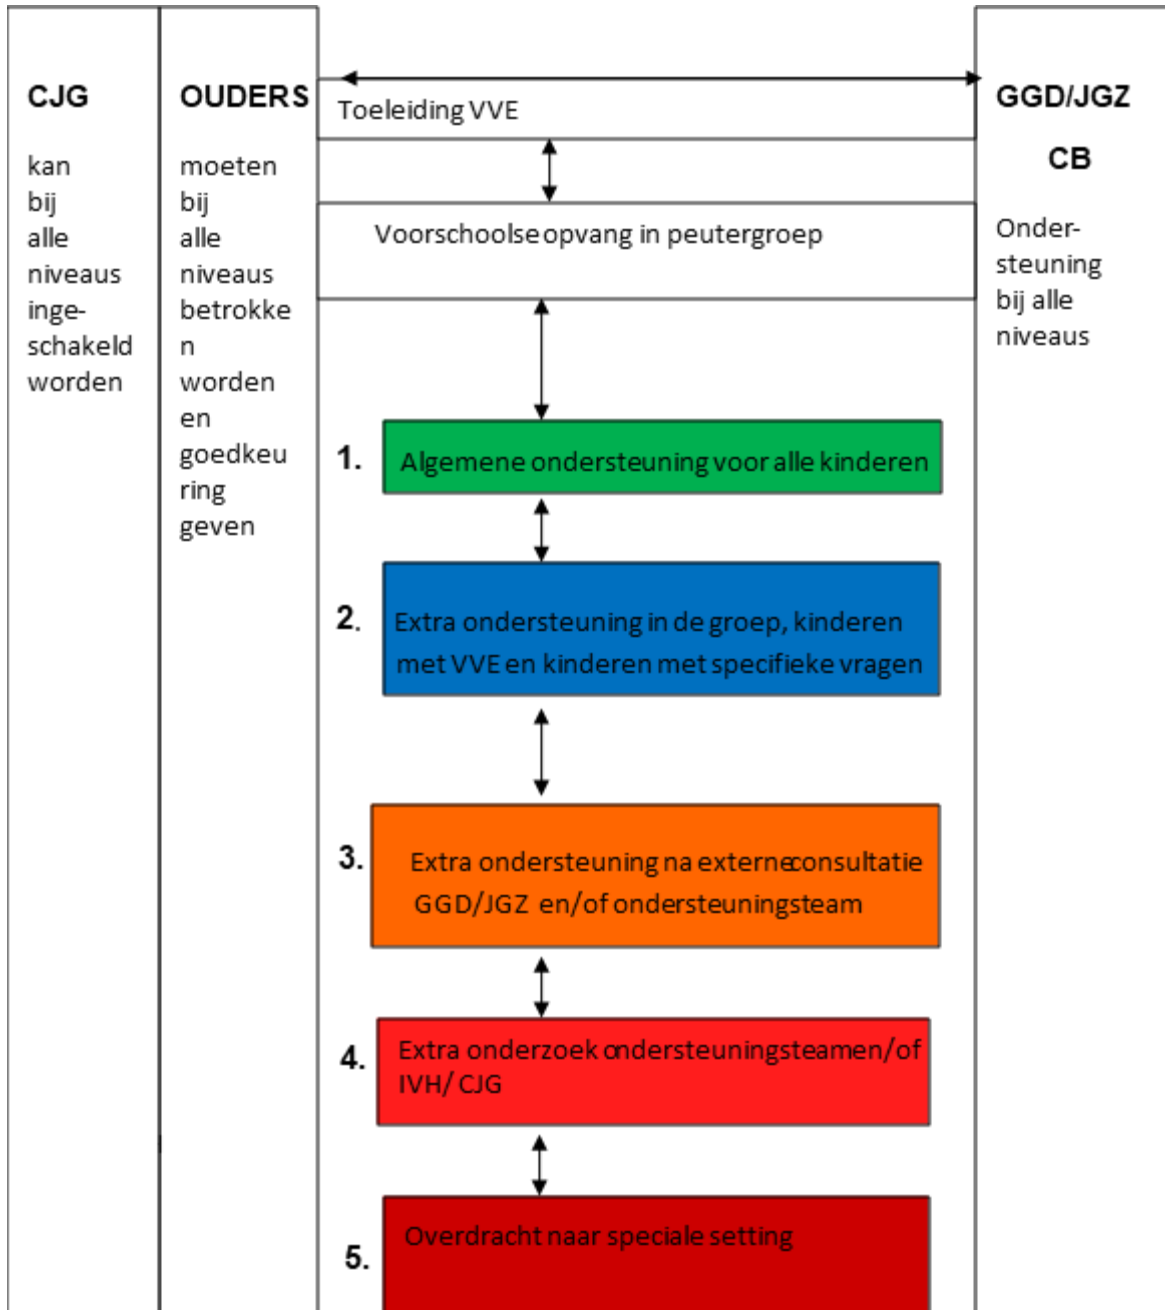 CJG
kan
bij
alle
niveaus
inge-
schakeld
worden
OUDERS
moeten
bij
alle
niveaus
betrokke
n
worden
en
goedkeu
ring
geven
Toeleiding VVE
Voorschoolse opvang in peutergroep
1. Algemene ondersteuning voor alle kinderen
2. Extra ondersteuning in de groep, kinderen
met VVE en kinderen met specifieke vragen
3. Extra ondersteuning na externe consultatie
GGD/JGZ en/of ondersteuningsteam
4. Extra onderzoek ondersteuningsteam en/of
IVH/ CJG
5. Overdracht naar speciale setting
GGD/JGZ
CB
Onder-
steuning
bij alle
niveaus